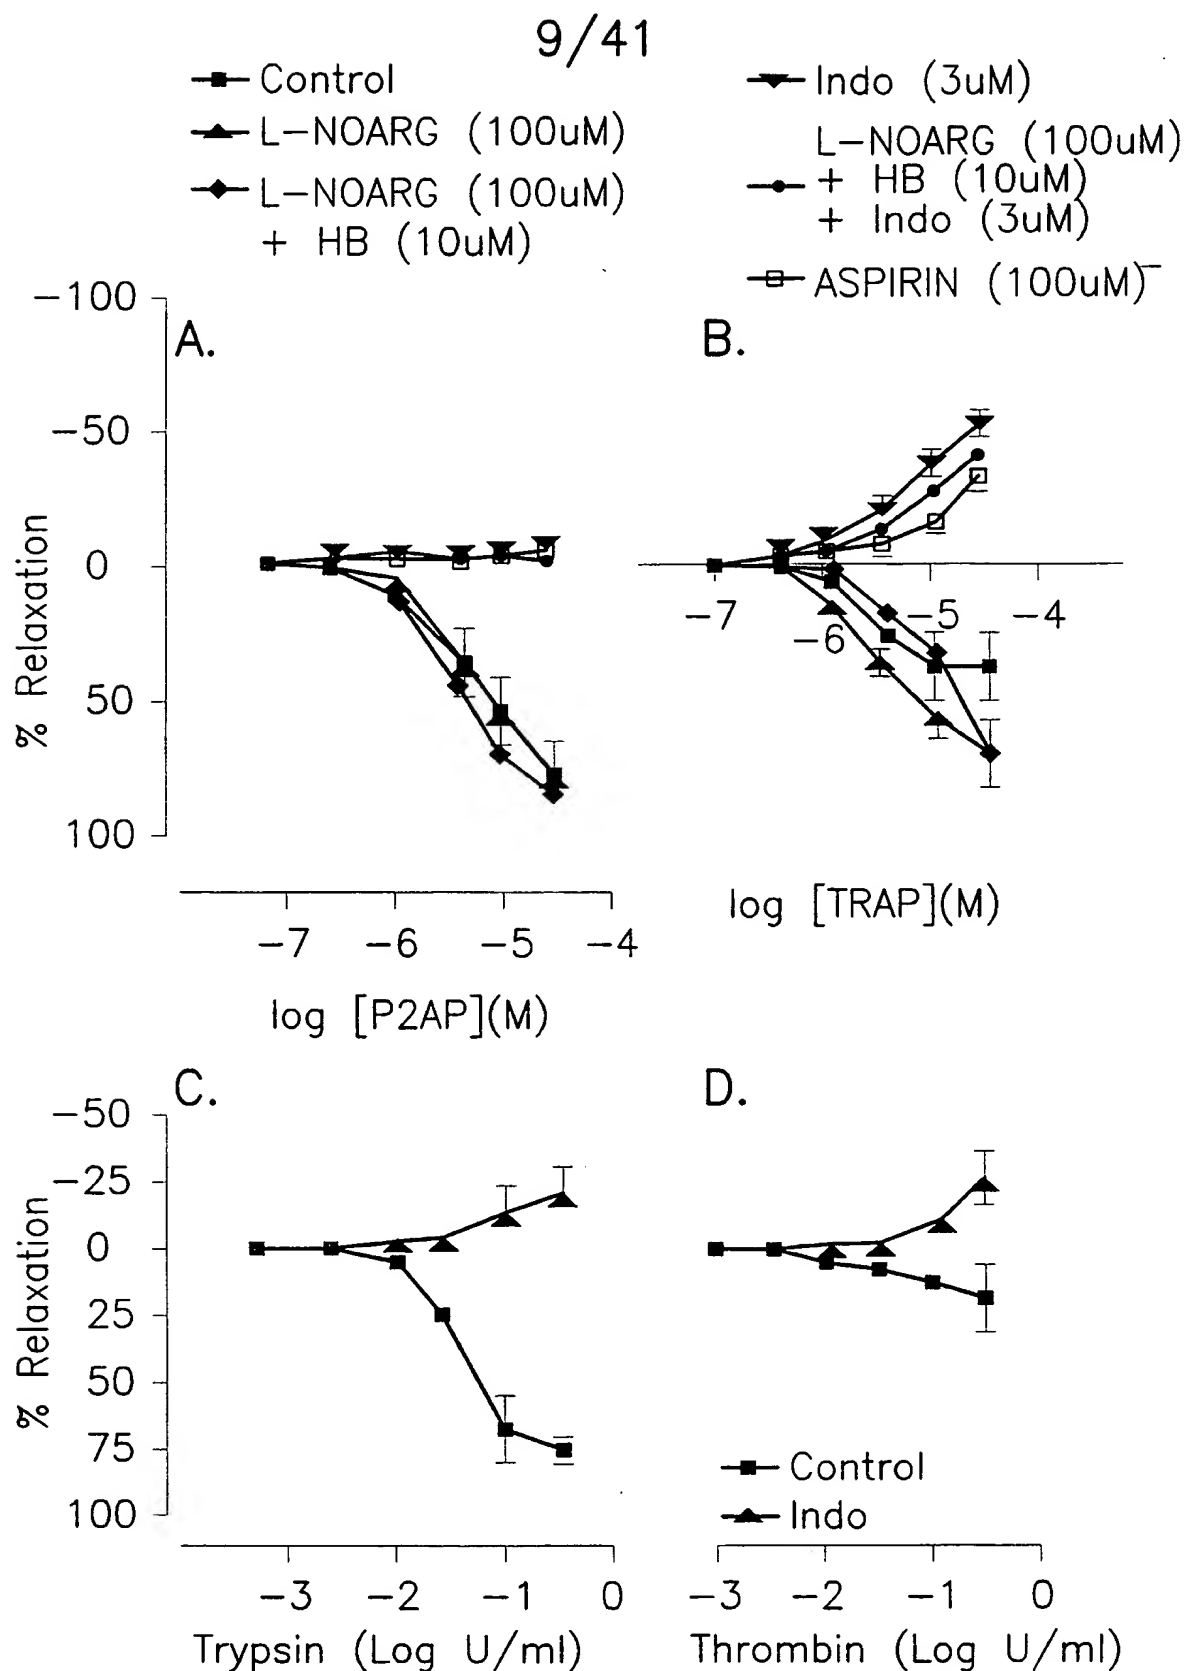 9/41
Control
L-NOARG (100uM)
L-NOARG (100uM)
+ HB (10uM)
Indo (3uM)
L-NOARG (100uM)
+ HB (10uM)
+ Indo (3uM)
ASPIRIN (100uM)
A.
B.
% Relaxation
-100
-50
0
50
100
-7
-6
-5
-4
log [P2AP](M)
-7
-6
-5
-4
log [TRAP](M)
C.
D.
% Relaxation
-50
-25
0
25
50
75
100
Control
Indo
-3 -2 -1 0
Trypsin (Log U/ml)
-3 -2 -1 0
Thrombin (Log U/ml)